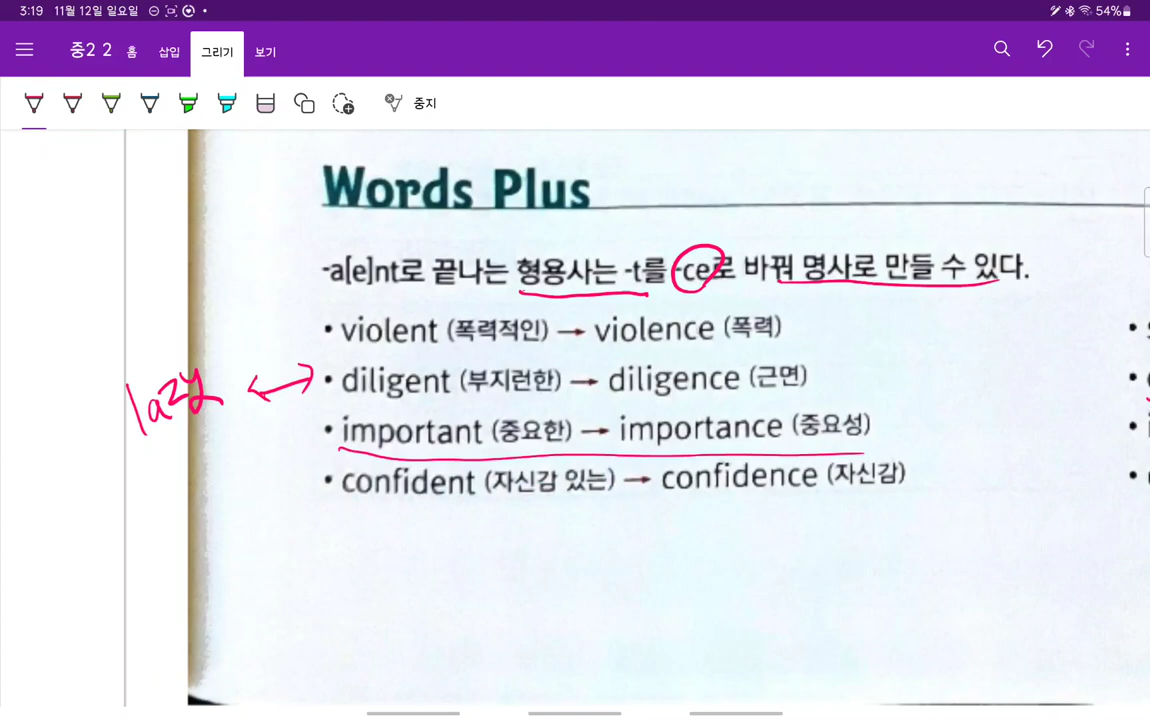 3:19 11월 12일 일요일 54%
중2 2 홈 삽입 그리기 보기
중지
Words Plus
-a[e]nt로 끝나는 형용사는 -t를 -ce로 바꿔 명사로 만들 수 있다.
• violent (폭력적인) → violence (폭력)
lazy ↔ • diligent (부지런한) → diligence (근면)
• important (중요한) → importance (중요성)
• confident (자신감 있는) → confidence (자신감)